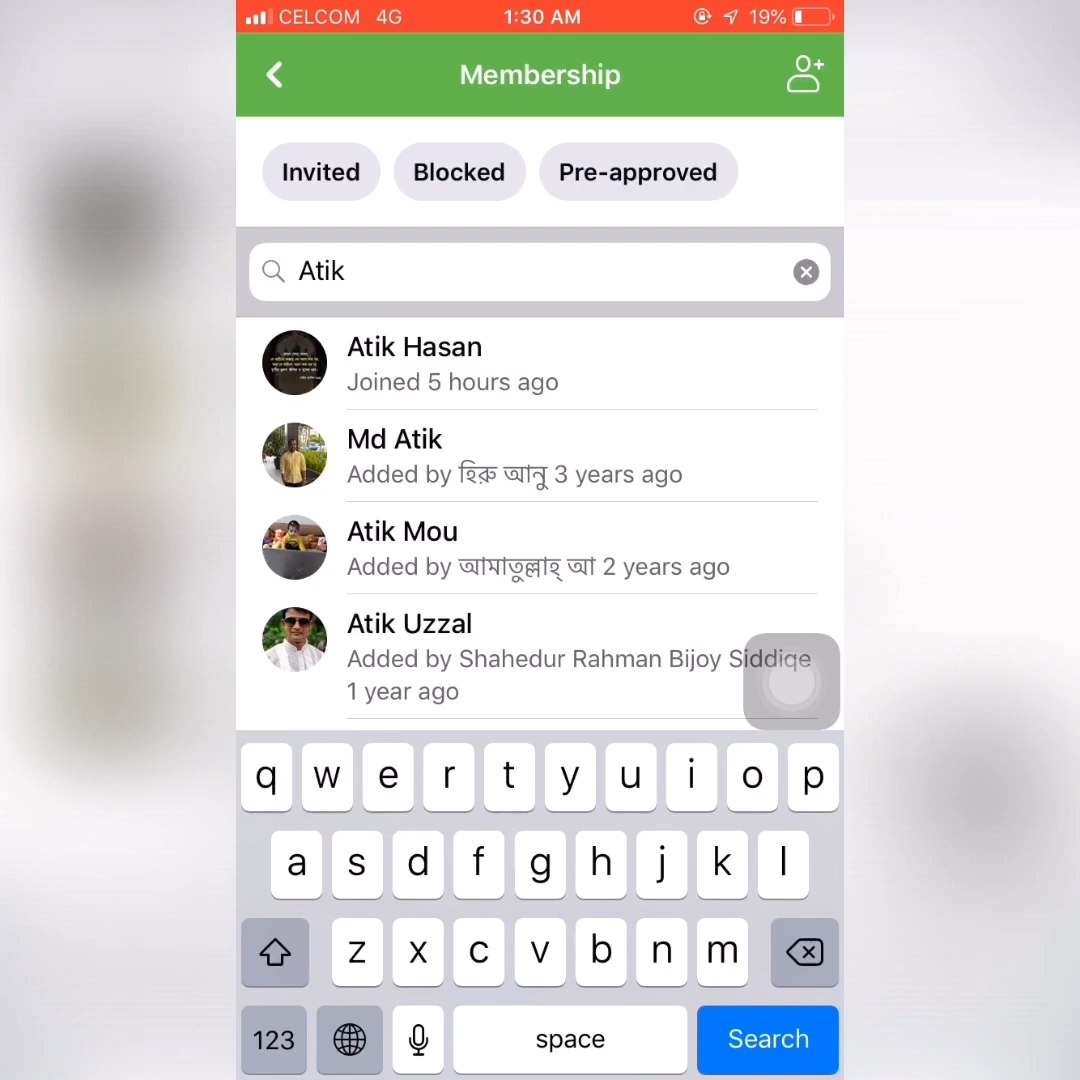 CELCOM 4G 1:30 AM 19%
Membership
Invited Blocked Pre-approved
Atik
Atik Hasan
Joined 5 hours ago
Md Atik
Added by হিরু আনু 3 years ago
Atik Mou
Added by আমাতুল্লাহ্ আ 2 years ago
Atik Uzzal
Added by Shahedur Rahman Bijoy Siddiqe
1 year ago
q w e r t y u i o p
a s d f g h j k l
z x c v b n m
123 space Search